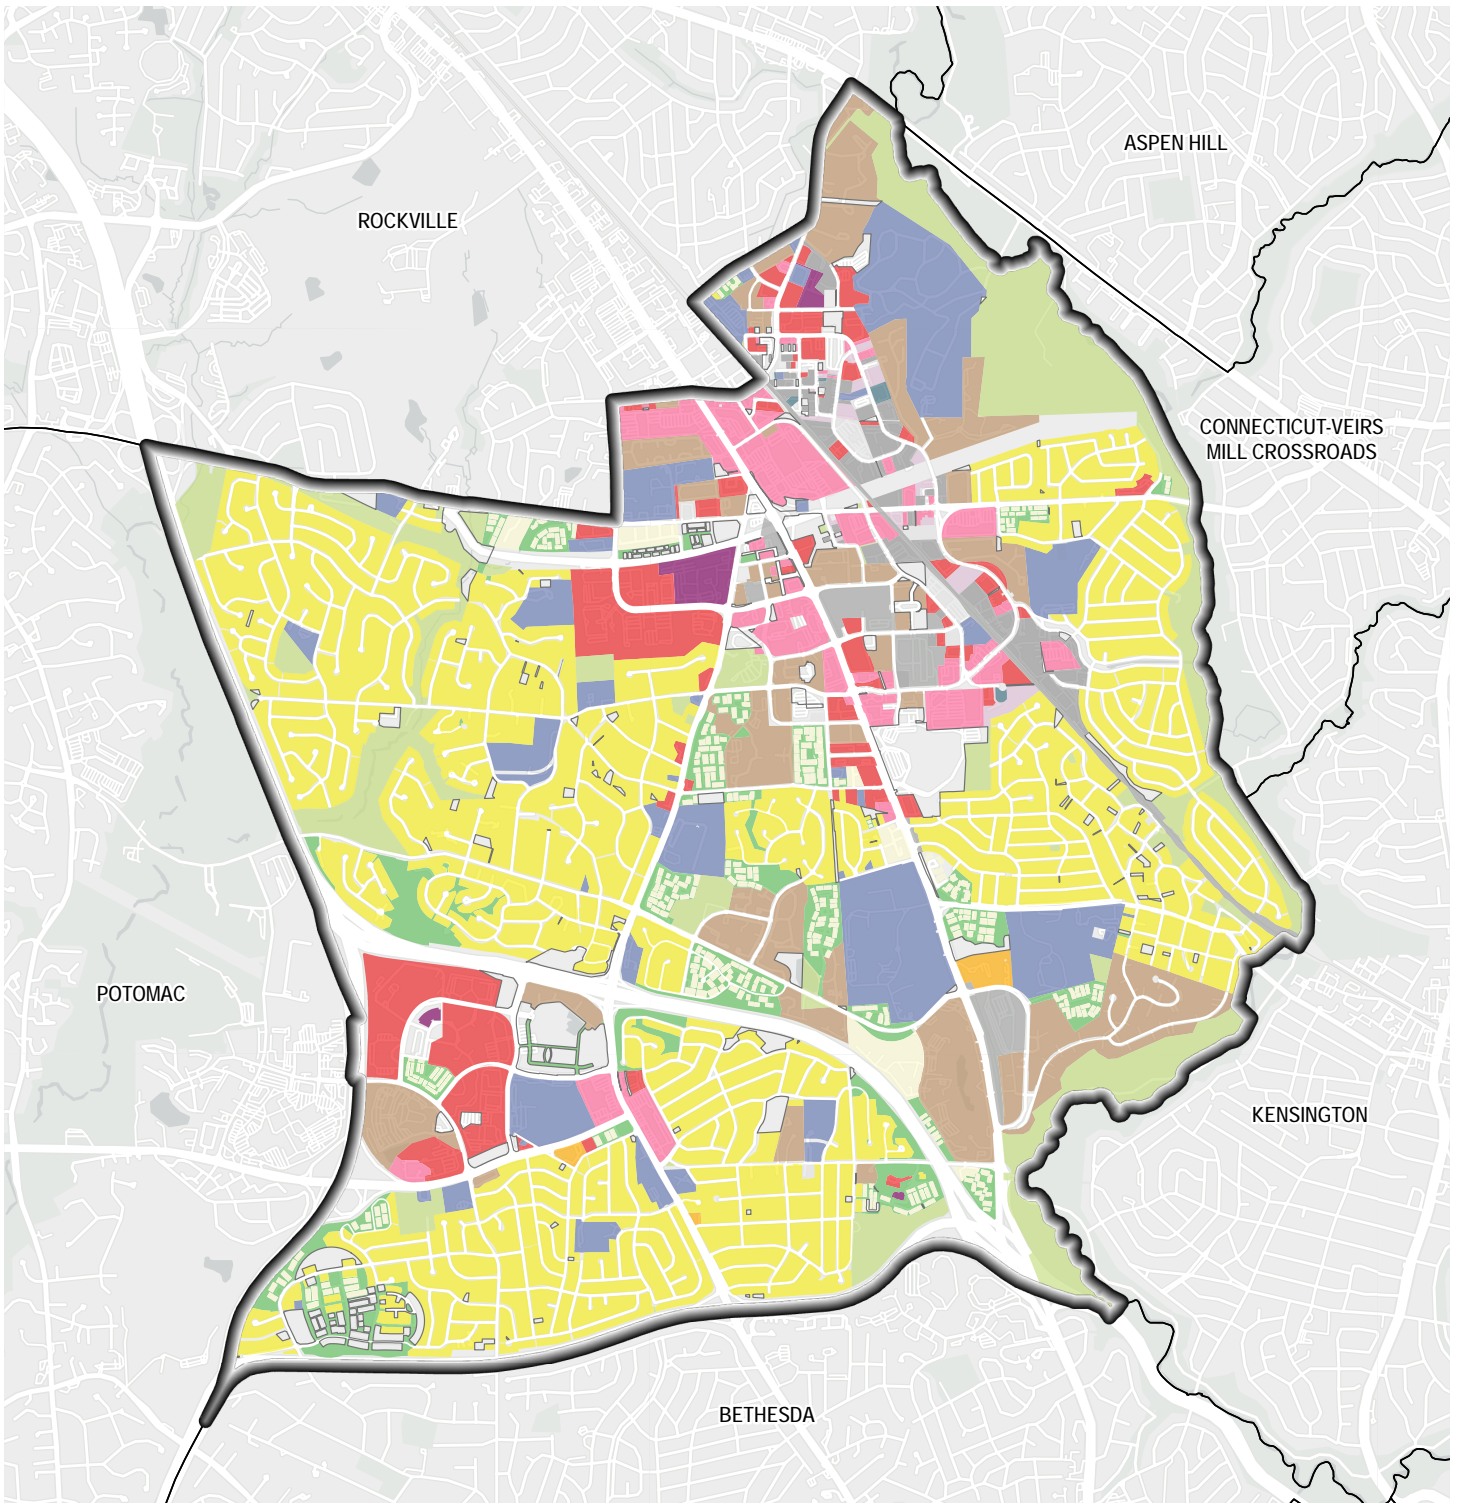 ASPEN HILL
ROCKVILLE
CONNECTICUT-VEIRS
MILL CROSSROADS
POTOMAC
KENSINGTON
BETHESDA